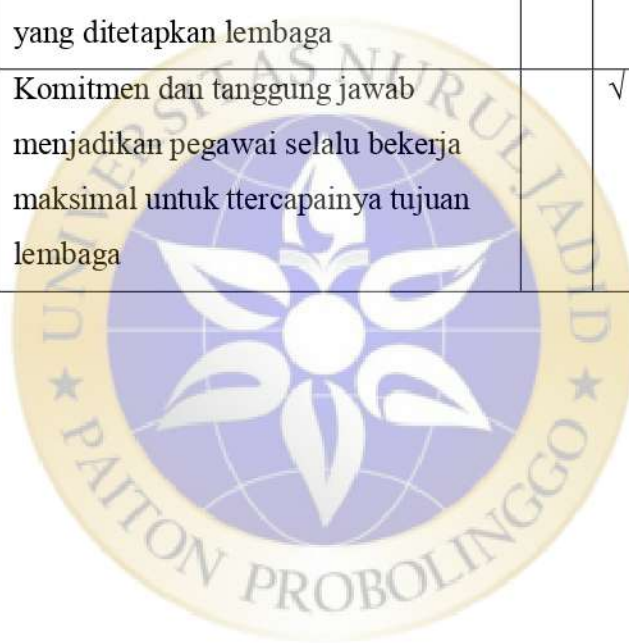 yang ditetapkan lembaga
Komitmen dan tanggung jawab √
menjadikan pegawai selalu bekerja
maksimal untuk ttercapainya tujuan
lembaga
UNIVERSITAS NURUL JADID
★ PAITON PROBOLINGGO ★